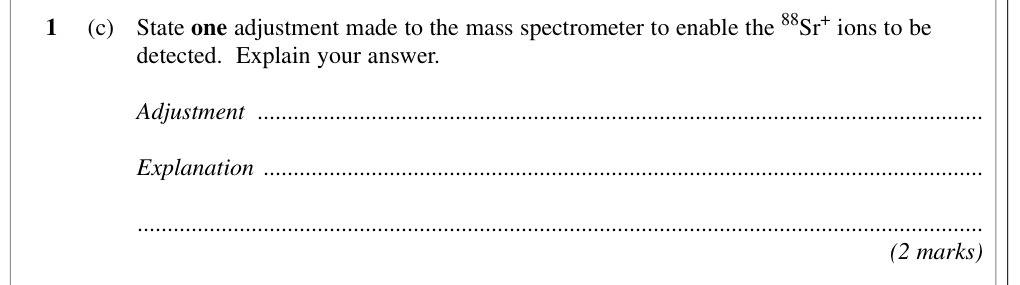 1 (c) State one adjustment made to the mass spectrometer to enable the ⁸⁸Sr⁺ ions to be
detected. Explain your answer.
Adjustment ..........................................................................................................................
Explanation .........................................................................................................................
..............................................................................................................................................
(2 marks)